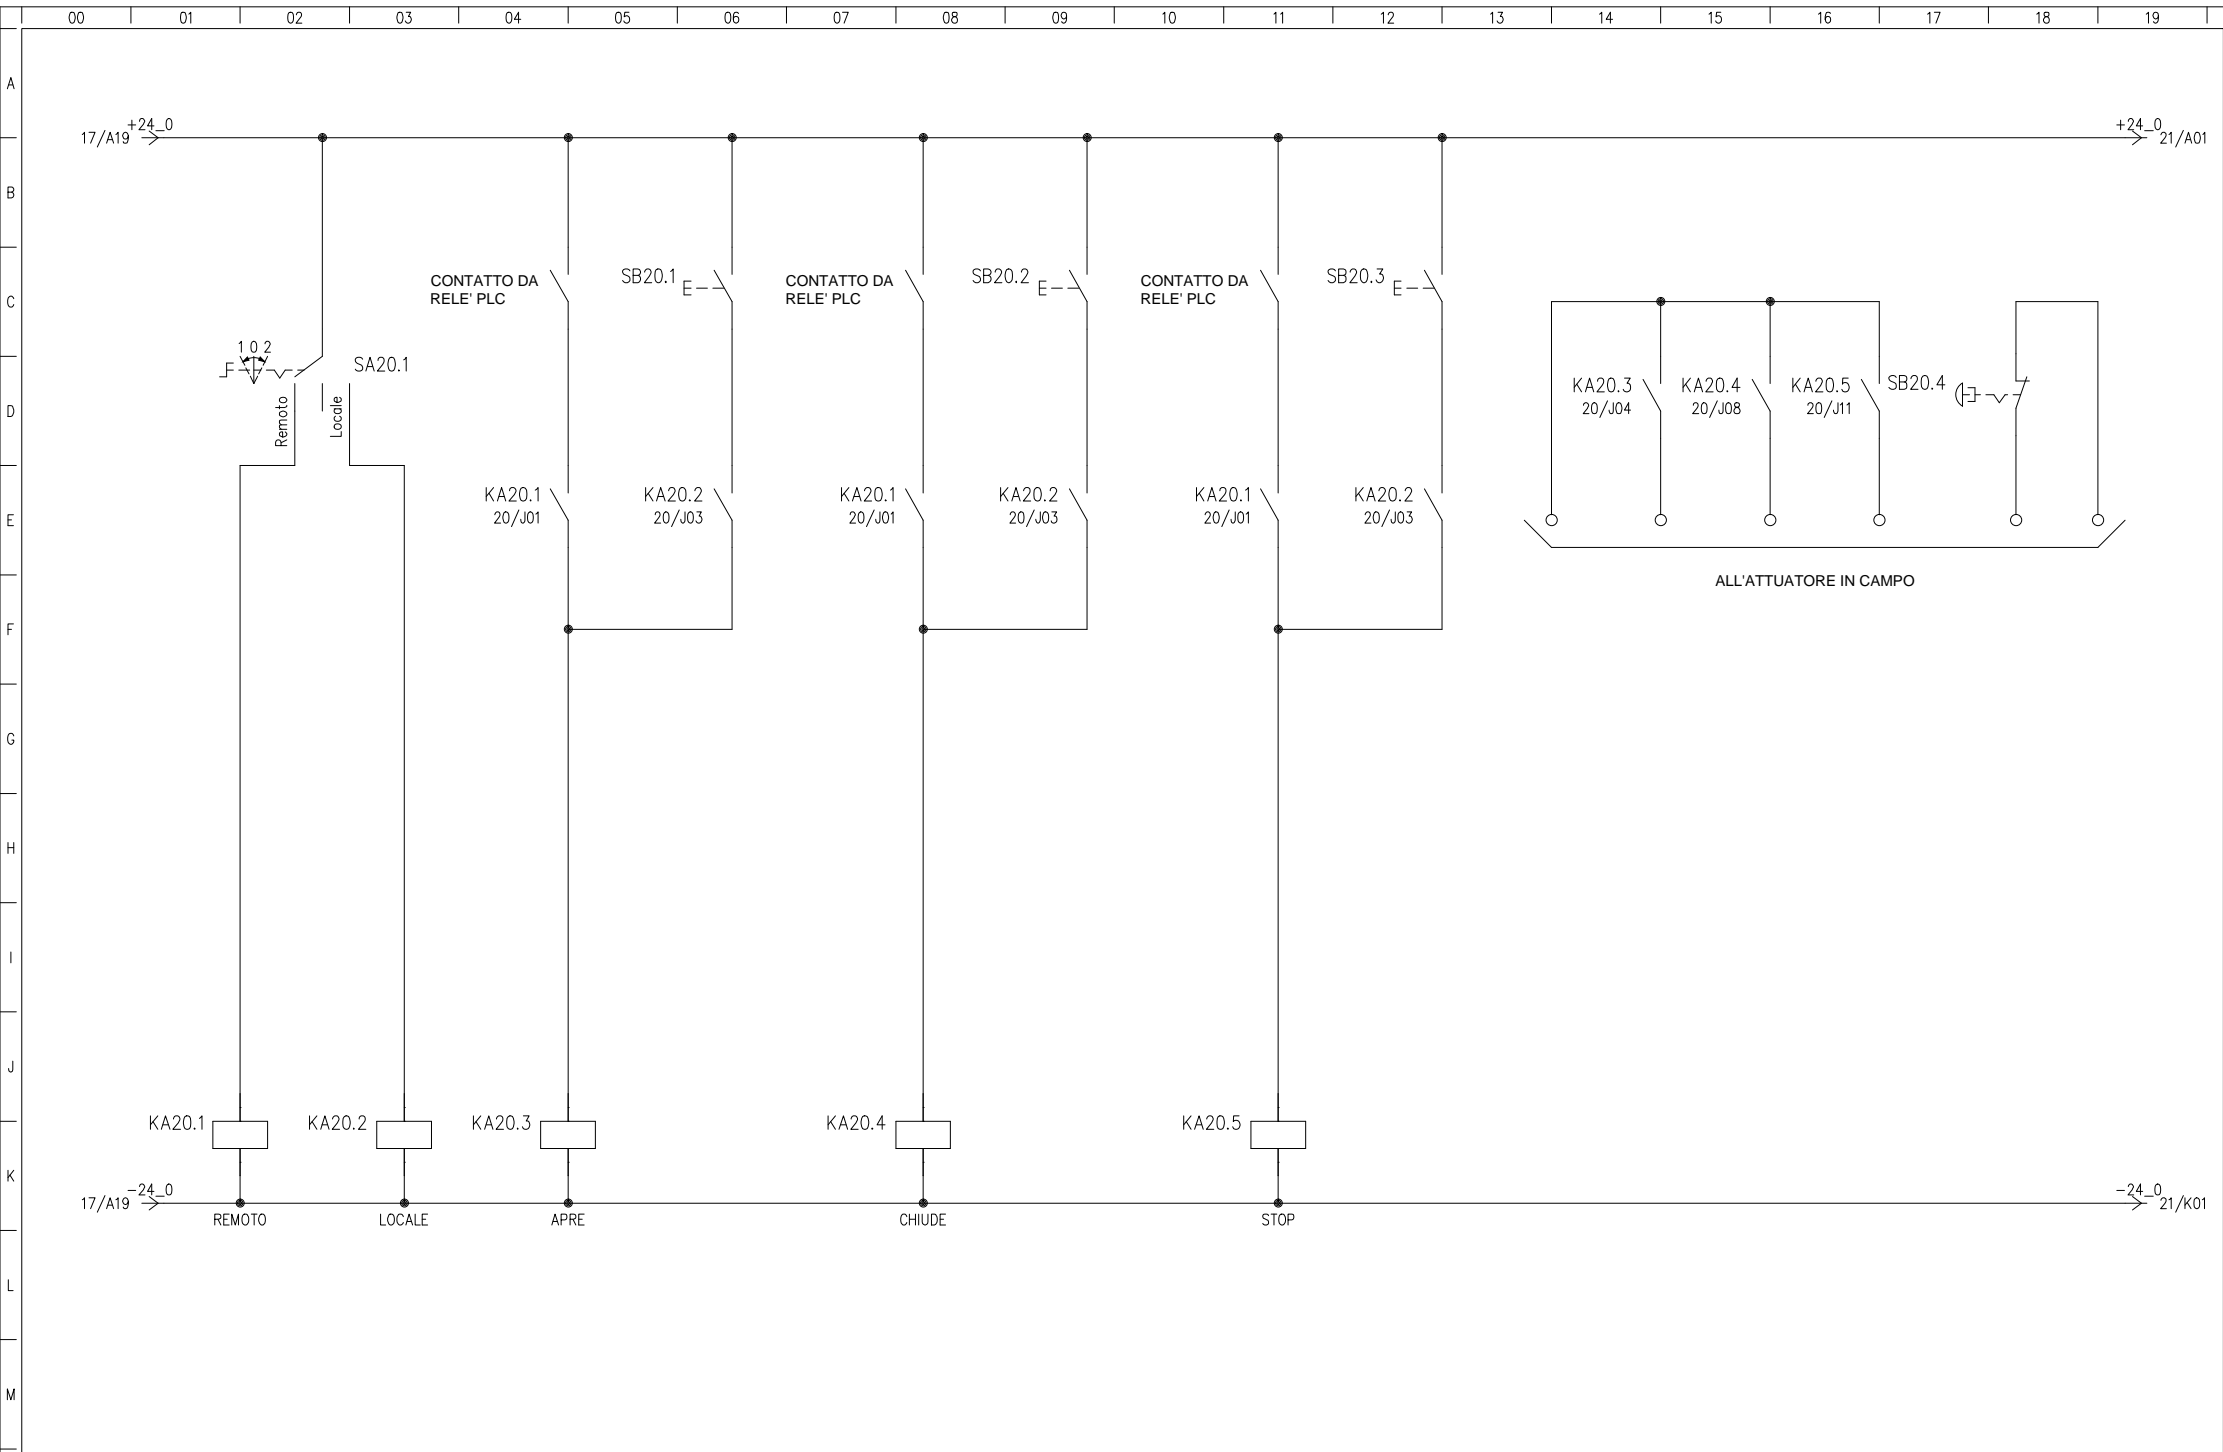 00 01 02 03 04 05 06 07 08 09 10 11 12 13 14 15 16 17 18 19
A
+24_0 +24_0
17/A19 21/A01
B
CONTATTO DA SB20.1 CONTATTO DA SB20.2 CONTATTO DA SB20.3
RELE' PLC RELE' PLC RELE' PLC
C
1 0 2
SA20.1
KA20.3 KA20.4 KA20.5 SB20.4
20/J04 20/J08 20/J11
D
Remoto
Locale
KA20.1 KA20.2 KA20.1 KA20.2 KA20.1 KA20.2
20/J01 20/J03 20/J01 20/J03 20/J01 20/J03
E
ALL'ATTUATORE IN CAMPO
F
G
H
I
J
KA20.1 KA20.2 KA20.3 KA20.4 KA20.5
K
-24_0 -24_0
17/A19 21/K01
REMOTO LOCALE APRE CHIUDE STOP
L
M